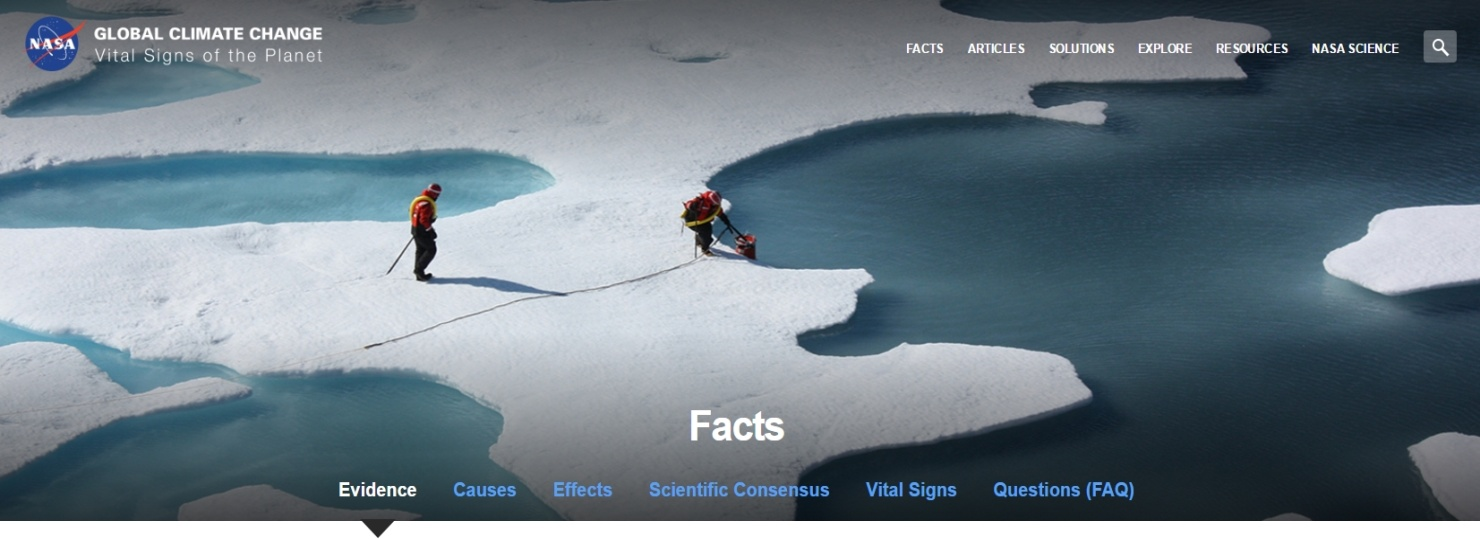 NASA
GLOBAL CLIMATE CHANGE
Vital Signs of the Planet
FACTS ARTICLES SOLUTIONS EXPLORE RESOURCES NASA SCIENCE
Facts
Evidence Causes Effects Scientific Consensus Vital Signs Questions (FAQ)